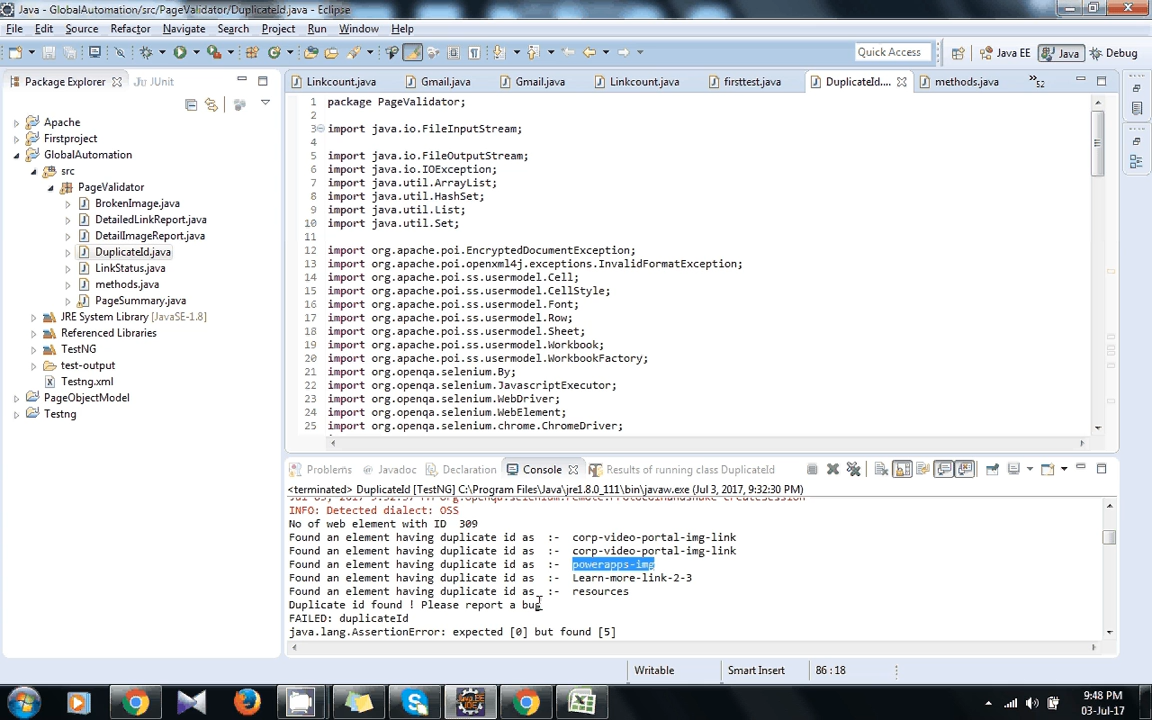 Java - GlobalAutomation/src/PageValidator/DuplicateId.java - Eclipse
File Edit Source Refactor Navigate Search Project Run Window Help
Quick Access Java EE Java Debug
Package Explorer JUnit
Apache
Firstproject
GlobalAutomation
src
PageValidator
BrokenImage.java
DetailedLinkReport.java
DetailImageReport.java
DuplicateId.java
LinkStatus.java
methods.java
PageSummary.java
JRE System Library [JavaSE-1.8]
Referenced Libraries
TestNG
test-output
Testng.xml
PageObjectModel
Testng
Linkcount.java Gmail.java Gmail.java Linkcount.java firsttest.java DuplicateId.... methods.java »52
1 package PageValidator;
2
3 import java.io.FileInputStream;
4
5 import java.io.FileOutputStream;
6 import java.io.IOException;
7 import java.util.ArrayList;
8 import java.util.HashSet;
9 import java.util.List;
10 import java.util.Set;
11
12 import org.apache.poi.EncryptedDocumentException;
13 import org.apache.poi.openxml4j.exceptions.InvalidFormatException;
14 import org.apache.poi.ss.usermodel.Cell;
15 import org.apache.poi.ss.usermodel.CellStyle;
16 import org.apache.poi.ss.usermodel.Font;
17 import org.apache.poi.ss.usermodel.Row;
18 import org.apache.poi.ss.usermodel.Sheet;
19 import org.apache.poi.ss.usermodel.Workbook;
20 import org.apache.poi.ss.usermodel.WorkbookFactory;
21 import org.openqa.selenium.By;
22 import org.openqa.selenium.JavascriptExecutor;
23 import org.openqa.selenium.WebDriver;
24 import org.openqa.selenium.WebElement;
25 import org.openqa.selenium.chrome.ChromeDriver;
Problems Javadoc Declaration Console Results of running class DuplicateId
<terminated> DuplicateId [TestNG] C:\Program Files\Java\jre1.8.0_111\bin\javaw.exe (Jul 3, 2017, 9:32:30 PM)
INFO: Detected dialect: OSS
No of web element with ID 309
Found an element having duplicate id as :- corp-video-portal-img-link
Found an element having duplicate id as :- corp-video-portal-img-link
Found an element having duplicate id as :- powerapps-img
Found an element having duplicate id as :- Learn-more-link-2-3
Found an element having duplicate id as :- resources
Duplicate id found ! Please report a bug
FAILED: duplicateId
java.lang.AssertionError: expected [0] but found [5]
Writable Smart Insert 86 : 18
9:48 PM
03-Jul-17